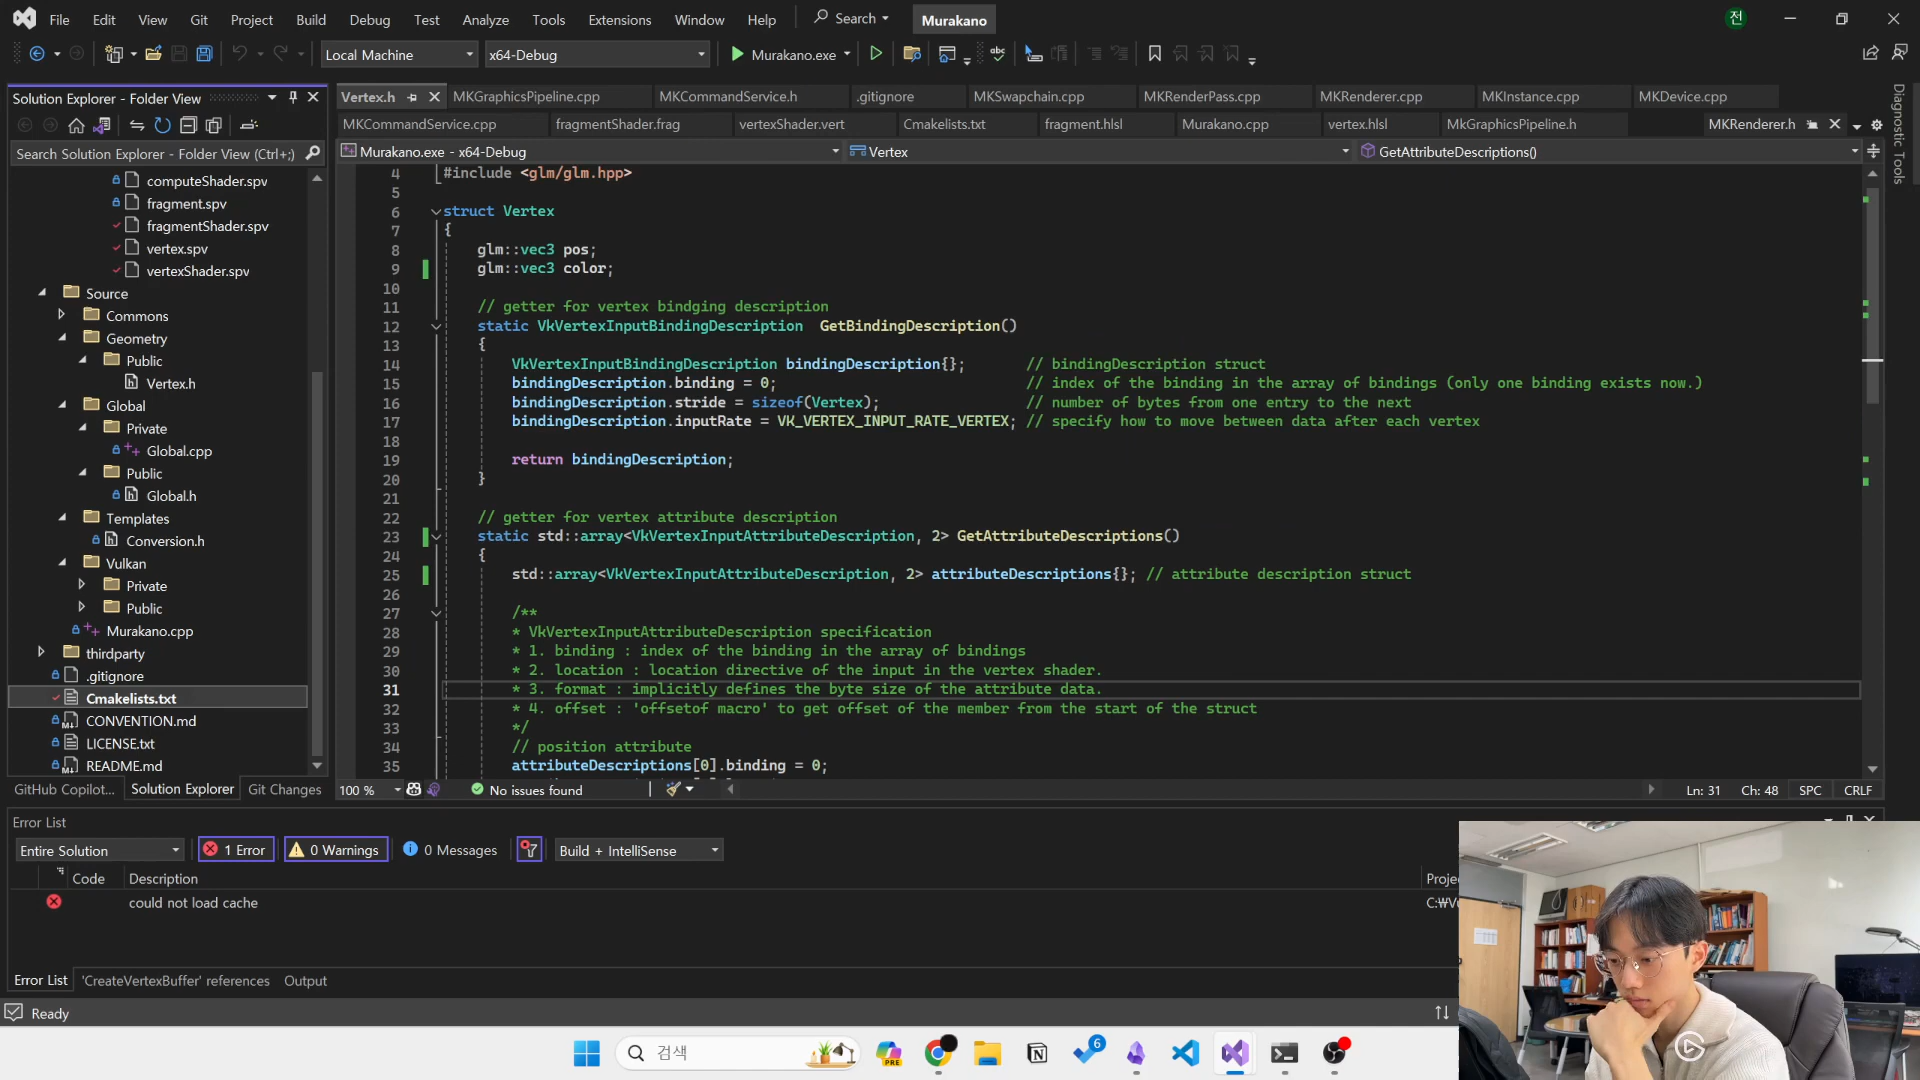 File Edit View Git Project Build Debug Test Analyze Tools Extensions Window Help Search Murakano 전
Local Machine x64-Debug Murakano.exe
Solution Explorer - Folder View
Search Solution Explorer - Folder View (Ctrl+;)
computeShader.spv
fragment.spv
fragmentShader.spv
vertex.spv
vertexShader.spv
Source
Commons
Geometry
Public
Vertex.h
Global
Private
Global.cpp
Public
Global.h
Templates
Conversion.h
Vulkan
Private
Public
Murakano.cpp
thirdparty
.gitignore
Cmakelists.txt
CONVENTION.md
LICENSE.txt
README.md
GitHub Copilot... Solution Explorer Git Changes
Vertex.h MKGraphicsPipeline.cpp MKCommandService.h .gitignore MKSwapchain.cpp MKRenderPass.cpp MKRenderer.cpp MKInstance.cpp MKDevice.cpp
MKCommandService.cpp fragmentShader.frag vertexShader.vert Cmakelists.txt fragment.hlsl Murakano.cpp vertex.hlsl MkGraphicsPipeline.h MKRenderer.h
Murakano.exe - x64-Debug Vertex GetAttributeDescriptions()
4 #include <glm/glm.hpp>
5
6 struct Vertex
7 {
8 glm::vec3 pos;
9 glm::vec3 color;
10
11 // getter for vertex bindging description
12 static VkVertexInputBindingDescription  GetBindingDescription()
13 {
14 VkVertexInputBindingDescription bindingDescription{}; // bindingDescription struct
15 bindingDescription.binding = 0; // index of the binding in the array of bindings (only one binding exists now.)
16 bindingDescription.stride = sizeof(Vertex); // number of bytes from one entry to the next
17 bindingDescription.inputRate = VK_VERTEX_INPUT_RATE_VERTEX; // specify how to move between data after each vertex
18
19 return bindingDescription;
20 }
21
22 // getter for vertex attribute description
23 static std::array<VkVertexInputAttributeDescription, 2> GetAttributeDescriptions()
24 {
25 std::array<VkVertexInputAttributeDescription, 2> attributeDescriptions{}; // attribute description struct
26
27 /**
28 * VkVertexInputAttributeDescription specification
29 * 1. binding : index of the binding in the array of bindings
30 * 2. location : location directive of the input in the vertex shader.
31 * 3. format : implicitly defines the byte size of the attribute data.
32 * 4. offset : 'offsetof macro' to get offset of the member from the start of the struct
33 */
34 // position attribute
35 attributeDescriptions[0].binding = 0;
100 % No issues found Ln: 31 Ch: 48 SPC CRLF
Diagnostic Tools
Error List
Entire Solution 1 Error 0 Warnings 0 Messages Build + IntelliSense
Code Description
could not load cache
Error List 'CreateVertexBuffer' references Output
Ready
검색 PRE 6